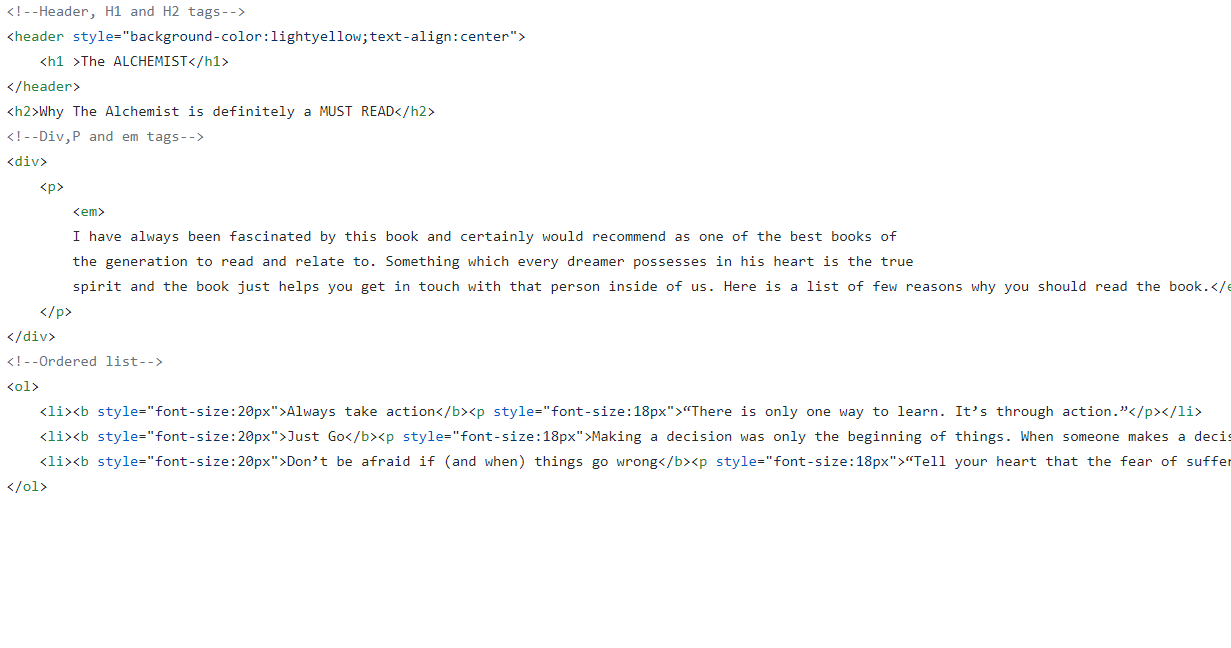 <!--Header, H1 and H2 tags-->
<header style="background-color:lightyellow;text-align:center">
    <h1 >The ALCHEMIST</h1>
</header>
<h2>Why The Alchemist is definitely a MUST READ</h2>
<!--Div,P and em tags-->
<div>
    <p>
        <em>
        I have always been fascinated by this book and certainly would recommend as one of the best books of
        the generation to read and relate to. Something which every dreamer possesses in his heart is the true
        spirit and the book just helps you get in touch with that person inside of us. Here is a list of few reasons why you should read the book.</
    </p>
</div>
<!--Ordered list-->
<ol>
    <li><b style="font-size:20px">Always take action</b><p style="font-size:18px">“There is only one way to learn. It’s through action.”</p></li>
    <li><b style="font-size:20px">Just Go</b><p style="font-size:18px">Making a decision was only the beginning of things. When someone makes a
    <li><b style="font-size:20px">Don’t be afraid if (and when) things go wrong</b><p style="font-size:18px">“Tell your heart that the fear of
</ol>